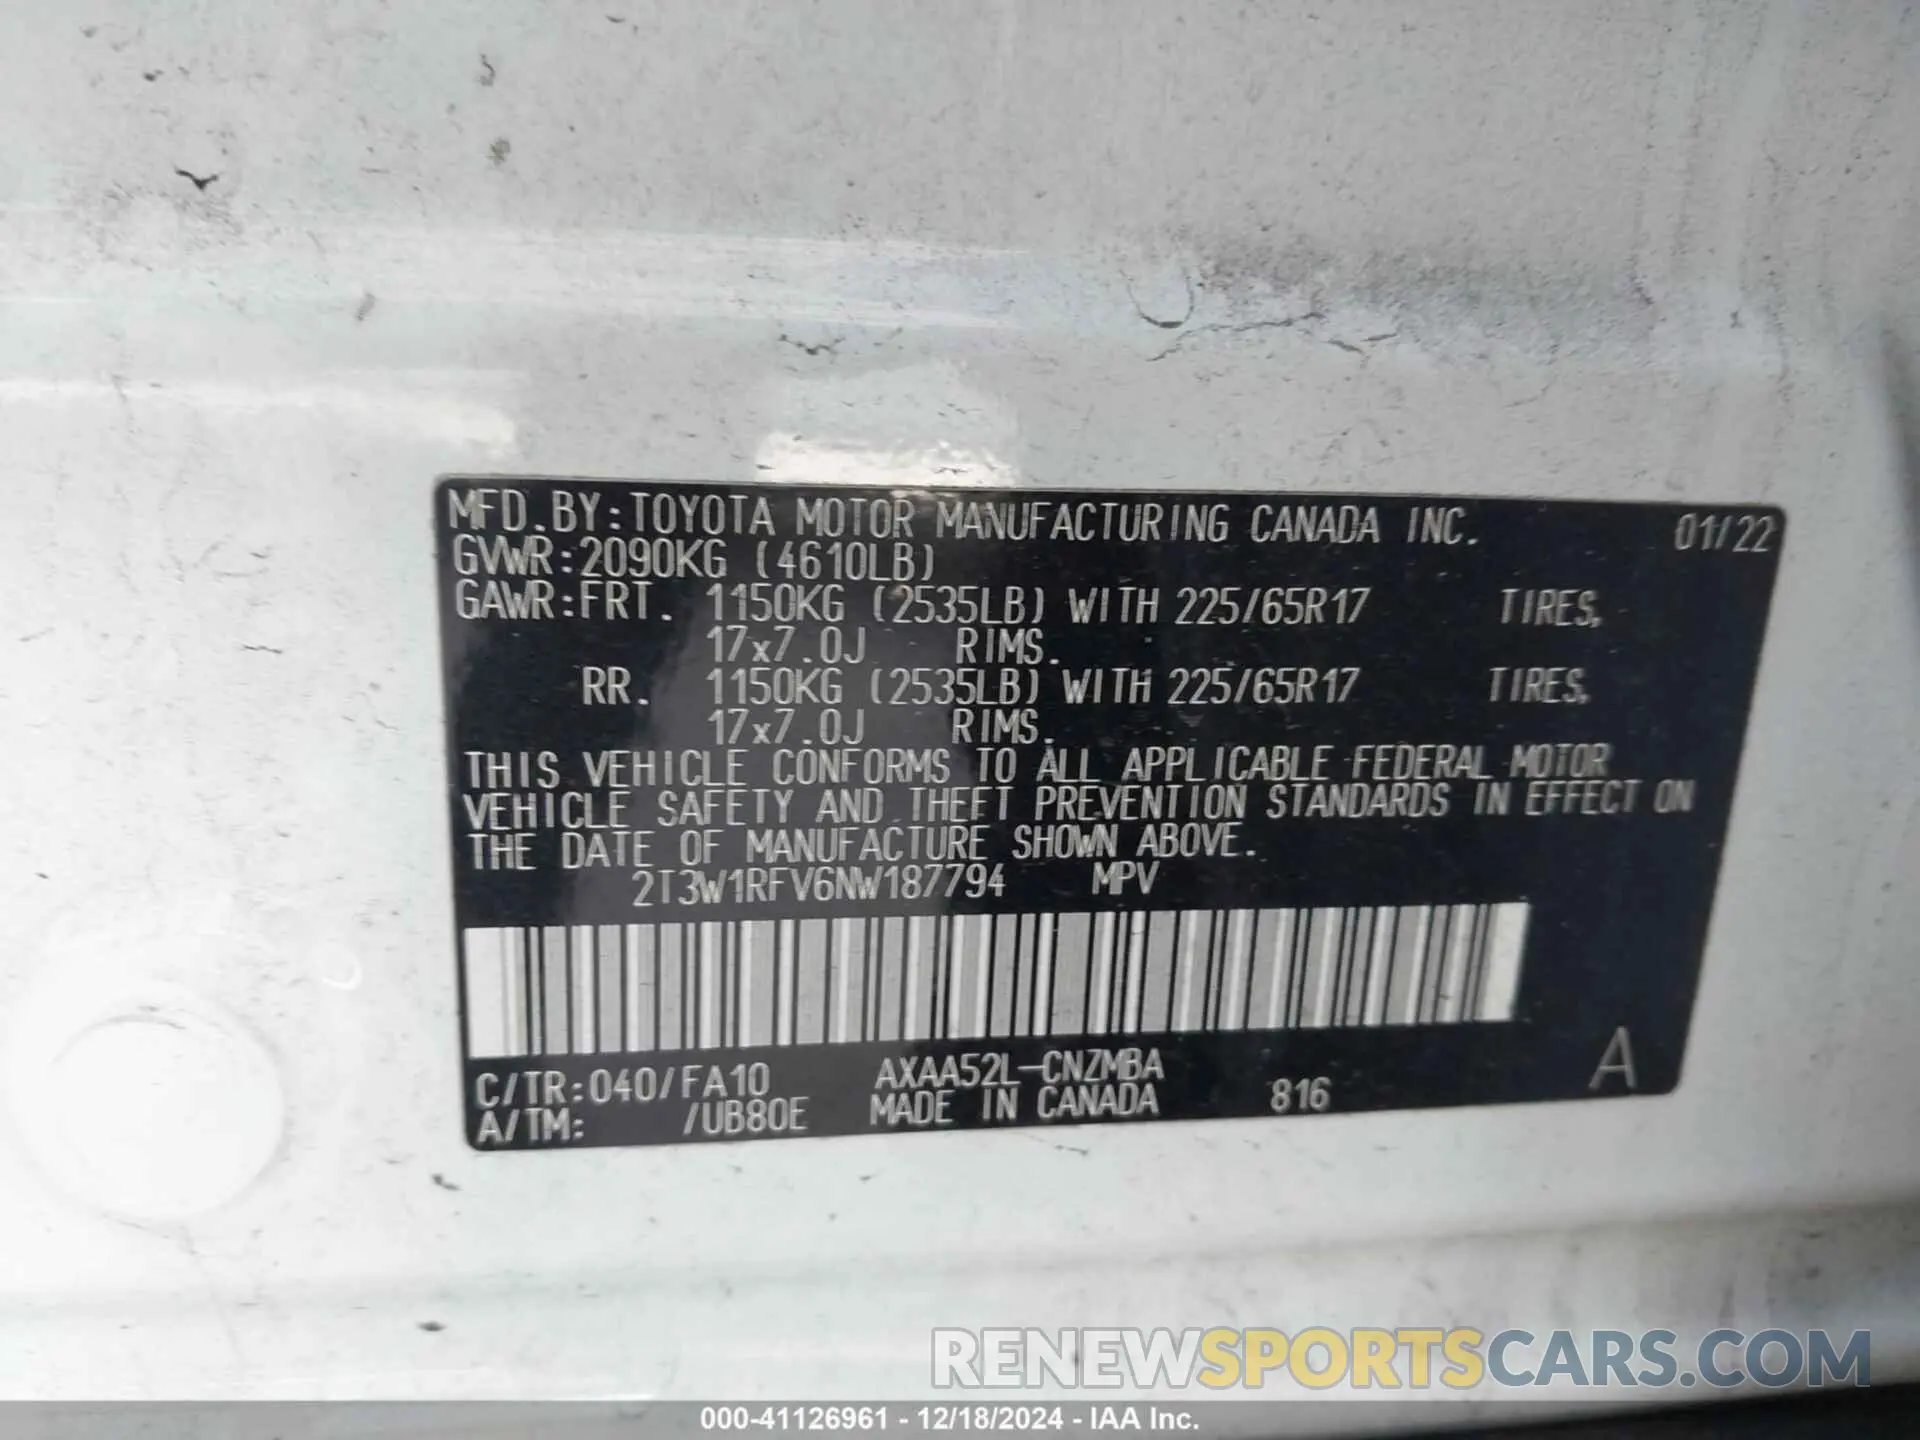 MFD.BY:TOYOTA MOTOR MANUFACTURING CANADA INC. 01/22
GVWR:2090KG (4610LB)
GAWR:FRT. 1150KG (2535LB) WITH 225/65R17 TIRES,
17x7.0J RIMS.
RR. 1150KG (2535LB) WITH 225/65R17 TIRES,
17x7.0J RIMS.
THIS VEHICLE CONFORMS TO ALL APPLICABLE FEDERAL MOTOR
VEHICLE SAFETY AND THEFT PREVENTION STANDARDS IN EFFECT ON
THE DATE OF MANUFACTURE SHOWN ABOVE.
2T3W1RFV6NW187794 MPV
C/TR:040/FA10 AXAA52L-CNZMBA A
A/TM: /UB80E MADE IN CANADA 816
RENEWSPORTSCARS.COM
000-41126961 - 12/18/2024 - IAA Inc.